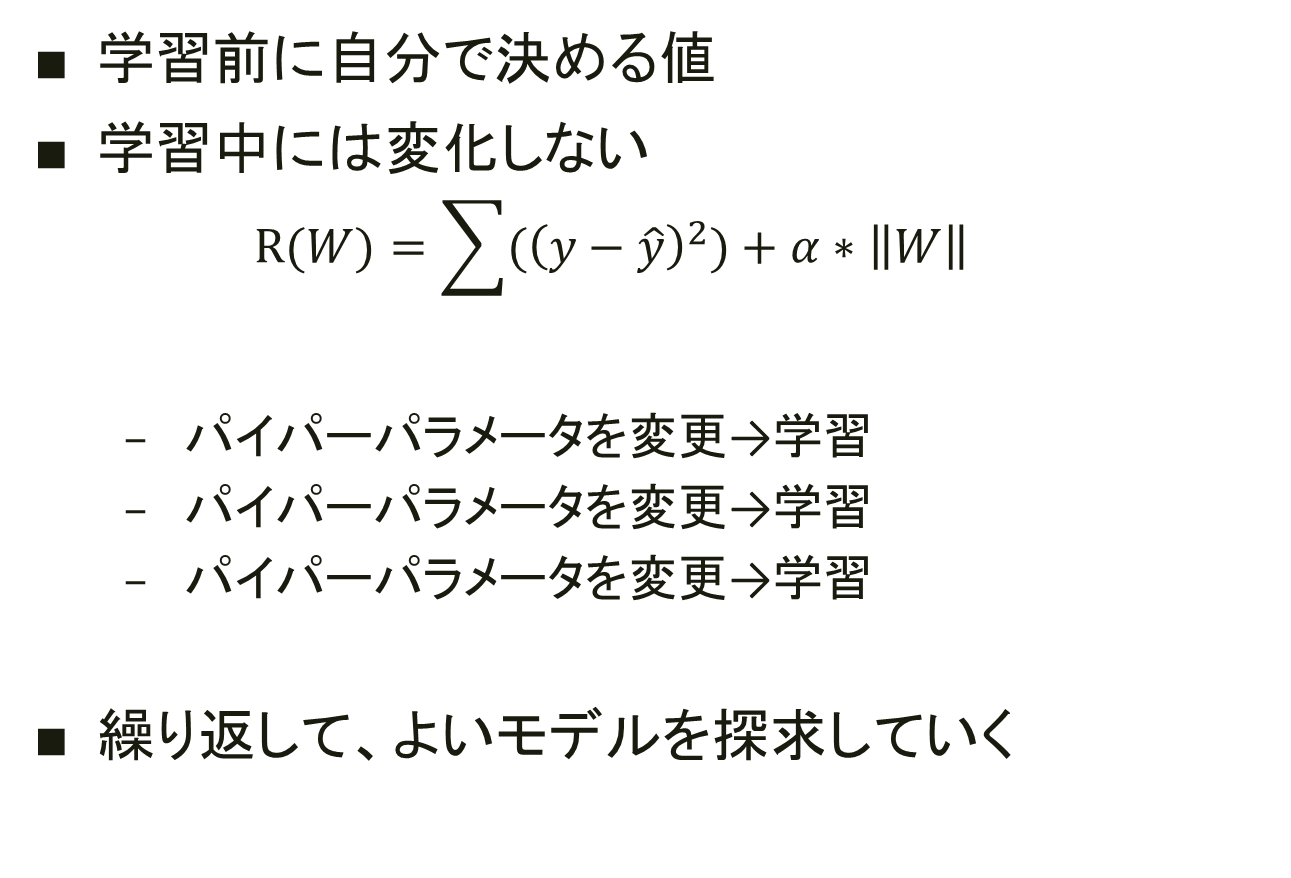 ■ 学習前に自分で決める値
■ 学習中には変化しない
R(W) = ∑((y − ŷ)²) + α ∗ ‖W‖
– パイパーパラメータを変更→学習
– パイパーパラメータを変更→学習
– パイパーパラメータを変更→学習
■ 繰り返して、よいモデルを探求していく